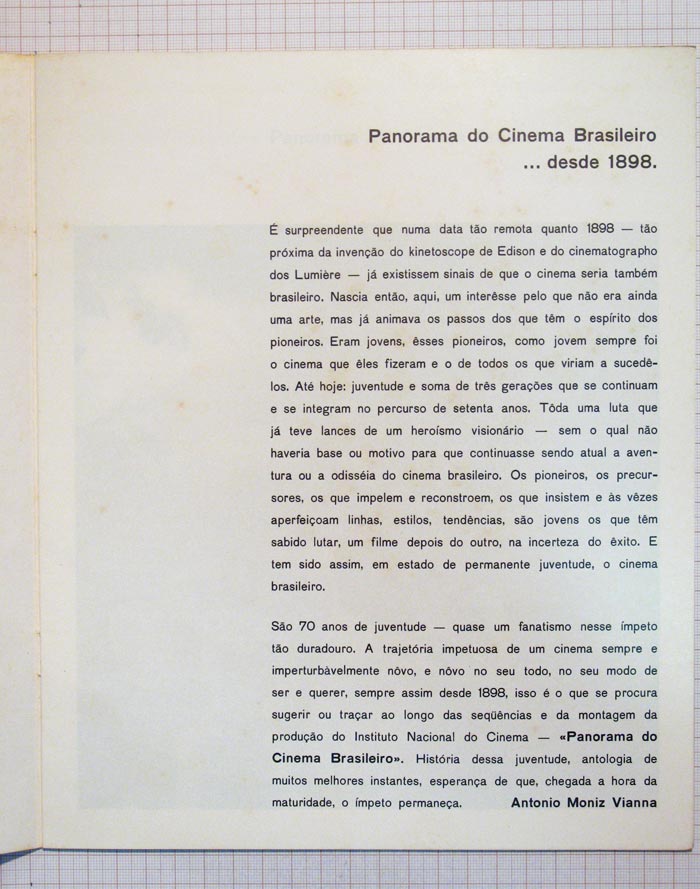 Panorama do Cinema Brasileiro
... desde 1898.
É surpreendente que numa data tão remota quanto 1898 — tão
próxima da invenção do kinetoscope de Edison e do cinematographo
dos Lumière — já existissem sinais de que o cinema seria também
brasileiro. Nascia então, aqui, um interêsse pelo que não era ainda
uma arte, mas já animava os passos dos que têm o espírito dos
pioneiros. Eram jovens, êsses pioneiros, como jovem sempre foi
o cinema que êles fizeram e o de todos os que viriam a sucedê-
los. Até hoje: juventude e soma de três gerações que se continuam
e se integram no percurso de setenta anos. Tôda uma luta que
já teve lances de um heroísmo visionário — sem o qual não
haveria base ou motivo para que continuasse sendo atual a aven-
tura ou a odisséia do cinema brasileiro. Os pioneiros, os precur-
sores, os que impelem e reconstroem, os que insistem e às vêzes
aperfeiçoam linhas, estilos, tendências, são jovens os que têm
sabido lutar, um filme depois do outro, na incerteza do êxito. E
tem sido assim, em estado de permanente juventude, o cinema
brasileiro.
São 70 anos de juventude — quase um fanatismo nesse ímpeto
tão duradouro. A trajetória impetuosa de um cinema sempre e
imperturbàvelmente nôvo, e nôvo no seu todo, no seu modo de
ser e querer, sempre assim desde 1898, isso é o que se procura
sugerir ou traçar ao longo das seqüências e da montagem da
produção do Instituto Nacional do Cinema — «Panorama do
Cinema Brasileiro». História dessa juventude, antologia de
muitos melhores instantes, esperança de que, chegada a hora da
maturidade, o ímpeto permaneça. Antonio Moniz Vianna